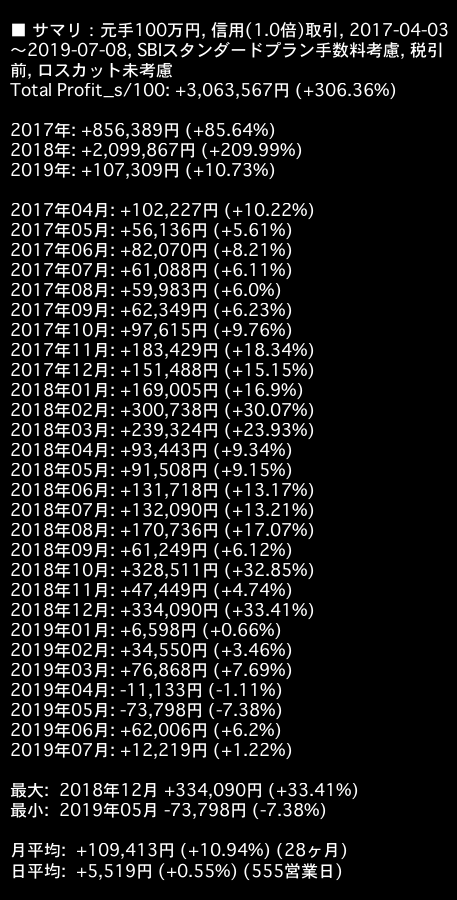 ■ サマリ：元手100万円, 信用(1.0倍)取引, 2017-04-03
〜2019-07-08, SBIスタンダードプラン手数料考慮, 税引
前, ロスカット未考慮
Total Profit_s/100: +3,063,567円 (+306.36%)
2017年: +856,389円 (+85.64%)
2018年: +2,099,867円 (+209.99%)
2019年: +107,309円 (+10.73%)
2017年04月: +102,227円 (+10.22%)
2017年05月: +56,136円 (+5.61%)
2017年06月: +82,070円 (+8.21%)
2017年07月: +61,088円 (+6.11%)
2017年08月: +59,983円 (+6.0%)
2017年09月: +62,349円 (+6.23%)
2017年10月: +97,615円 (+9.76%)
2017年11月: +183,429円 (+18.34%)
2017年12月: +151,488円 (+15.15%)
2018年01月: +169,005円 (+16.9%)
2018年02月: +300,738円 (+30.07%)
2018年03月: +239,324円 (+23.93%)
2018年04月: +93,443円 (+9.34%)
2018年05月: +91,508円 (+9.15%)
2018年06月: +131,718円 (+13.17%)
2018年07月: +132,090円 (+13.21%)
2018年08月: +170,736円 (+17.07%)
2018年09月: +61,249円 (+6.12%)
2018年10月: +328,511円 (+32.85%)
2018年11月: +47,449円 (+4.74%)
2018年12月: +334,090円 (+33.41%)
2019年01月: +6,598円 (+0.66%)
2019年02月: +34,550円 (+3.46%)
2019年03月: +76,868円 (+7.69%)
2019年04月: -11,133円 (-1.11%)
2019年05月: -73,798円 (-7.38%)
2019年06月: +62,006円 (+6.2%)
2019年07月: +12,219円 (+1.22%)
最大: 2018年12月 +334,090円 (+33.41%)
最小: 2019年05月 -73,798円 (-7.38%)
月平均: +109,413円 (+10.94%) (28ヶ月)
日平均: +5,519円 (+0.55%) (555営業日)